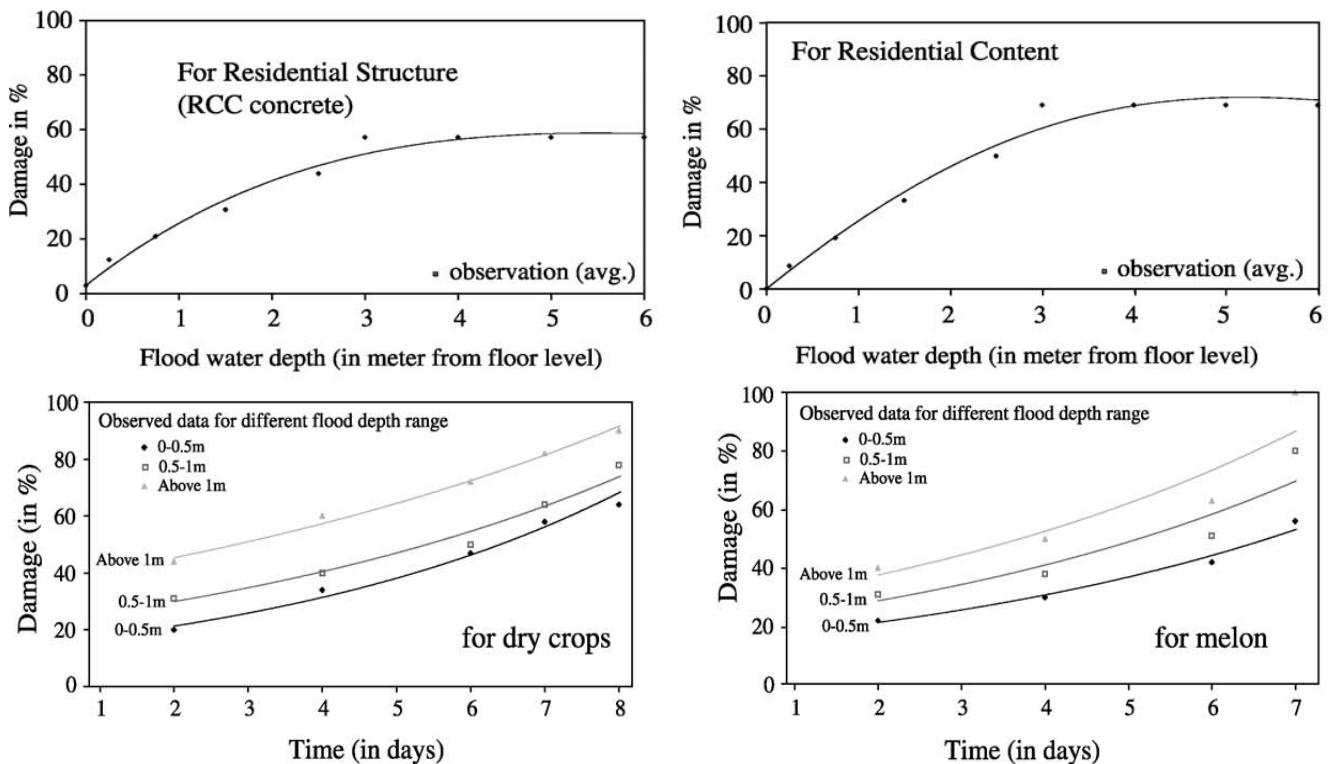 100
80
60
40
20
0
Damage in %
For Residential Structure
(RCC concrete)
observation (avg.)
0 1 2 3 4 5 6
Flood water depth (in meter from floor level)
100
80
60
40
20
0
Damage in %
For Residential Content
observation (avg.)
0 1 2 3 4 5 6
Flood water depth (in meter from floor level)
100
80
60
40
20
0
Damage (in %)
Observed data for different flood depth range
0-0.5m
0.5-1m
Above 1m
Above 1m
0.5-1m
0-0.5m
for dry crops
1 2 4 6 7 8
Time (in days)
100
80
60
40
20
0
Damage (in %)
Observed data for different flood depth range
0-0.5m
0.5-1m
Above 1m
Above 1m
0.5-1m
0-0.5m
for melon
1 2 4 6 7
Time (in days)